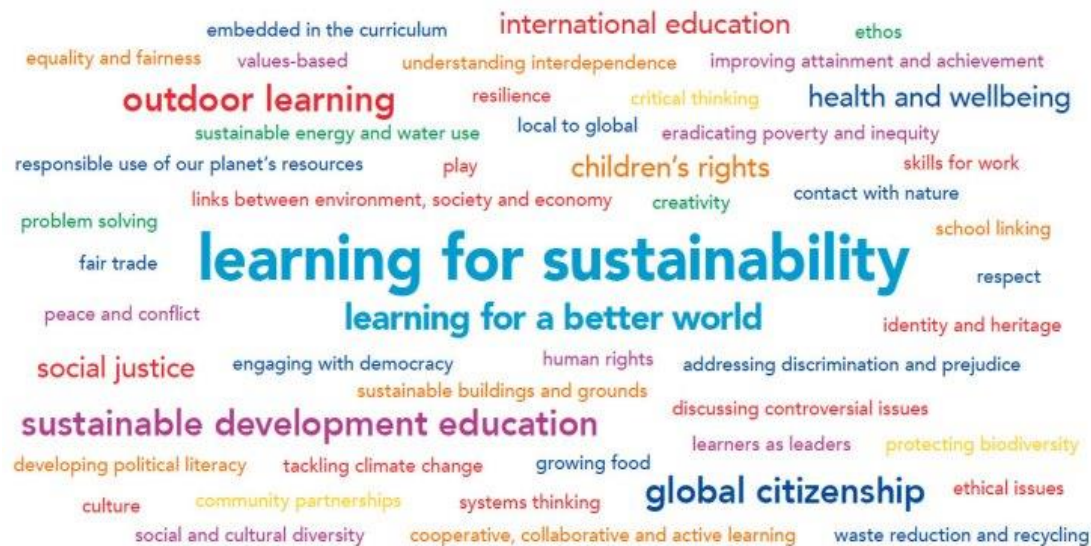 international education
embedded in the curriculum
ethos
equality and fairness
values-based
understanding interdependence
improving attainment and achievement
outdoor learning
resilience
critical thinking
health and wellbeing
sustainable energy and water use
local to global
eradicating poverty and inequity
responsible use of our planet's resources
play
children's rights
skills for work
links between environment, society and economy
creativity
contact with nature
problem solving
school linking
fair trade
learning for sustainability
respect
peace and conflict
learning for a better world
identity and heritage
social justice
engaging with democracy
human rights
addressing discrimination and prejudice
sustainable buildings and grounds
sustainable development education
discussing controversial issues
learners as leaders
protecting biodiversity
developing political literacy
tackling climate change
growing food
global citizenship
ethical issues
culture
community partnerships
systems thinking
social and cultural diversity
cooperative, collaborative and active learning
waste reduction and recycling